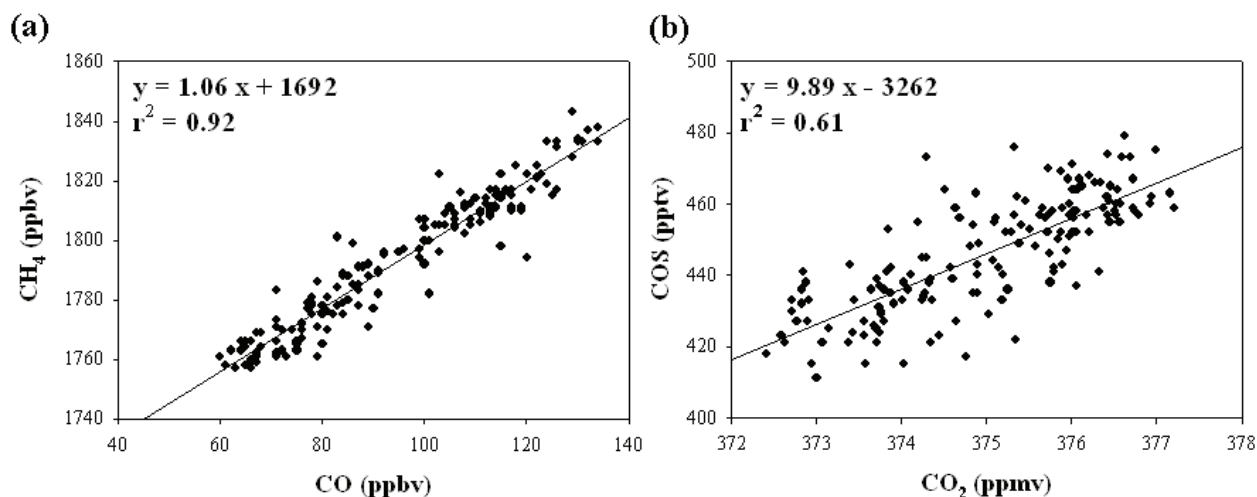 (a)
y = 1.06 x + 1692
r² = 0.92
CH₄ (ppbv)
1860
1840
1820
1800
1780
1760
1740
40 60 80 100 120 140
CO (ppbv)
(b)
y = 9.89 x - 3262
r² = 0.61
COS (pptv)
500
480
460
440
420
400
372 373 374 375 376 377 378
CO₂ (ppmv)